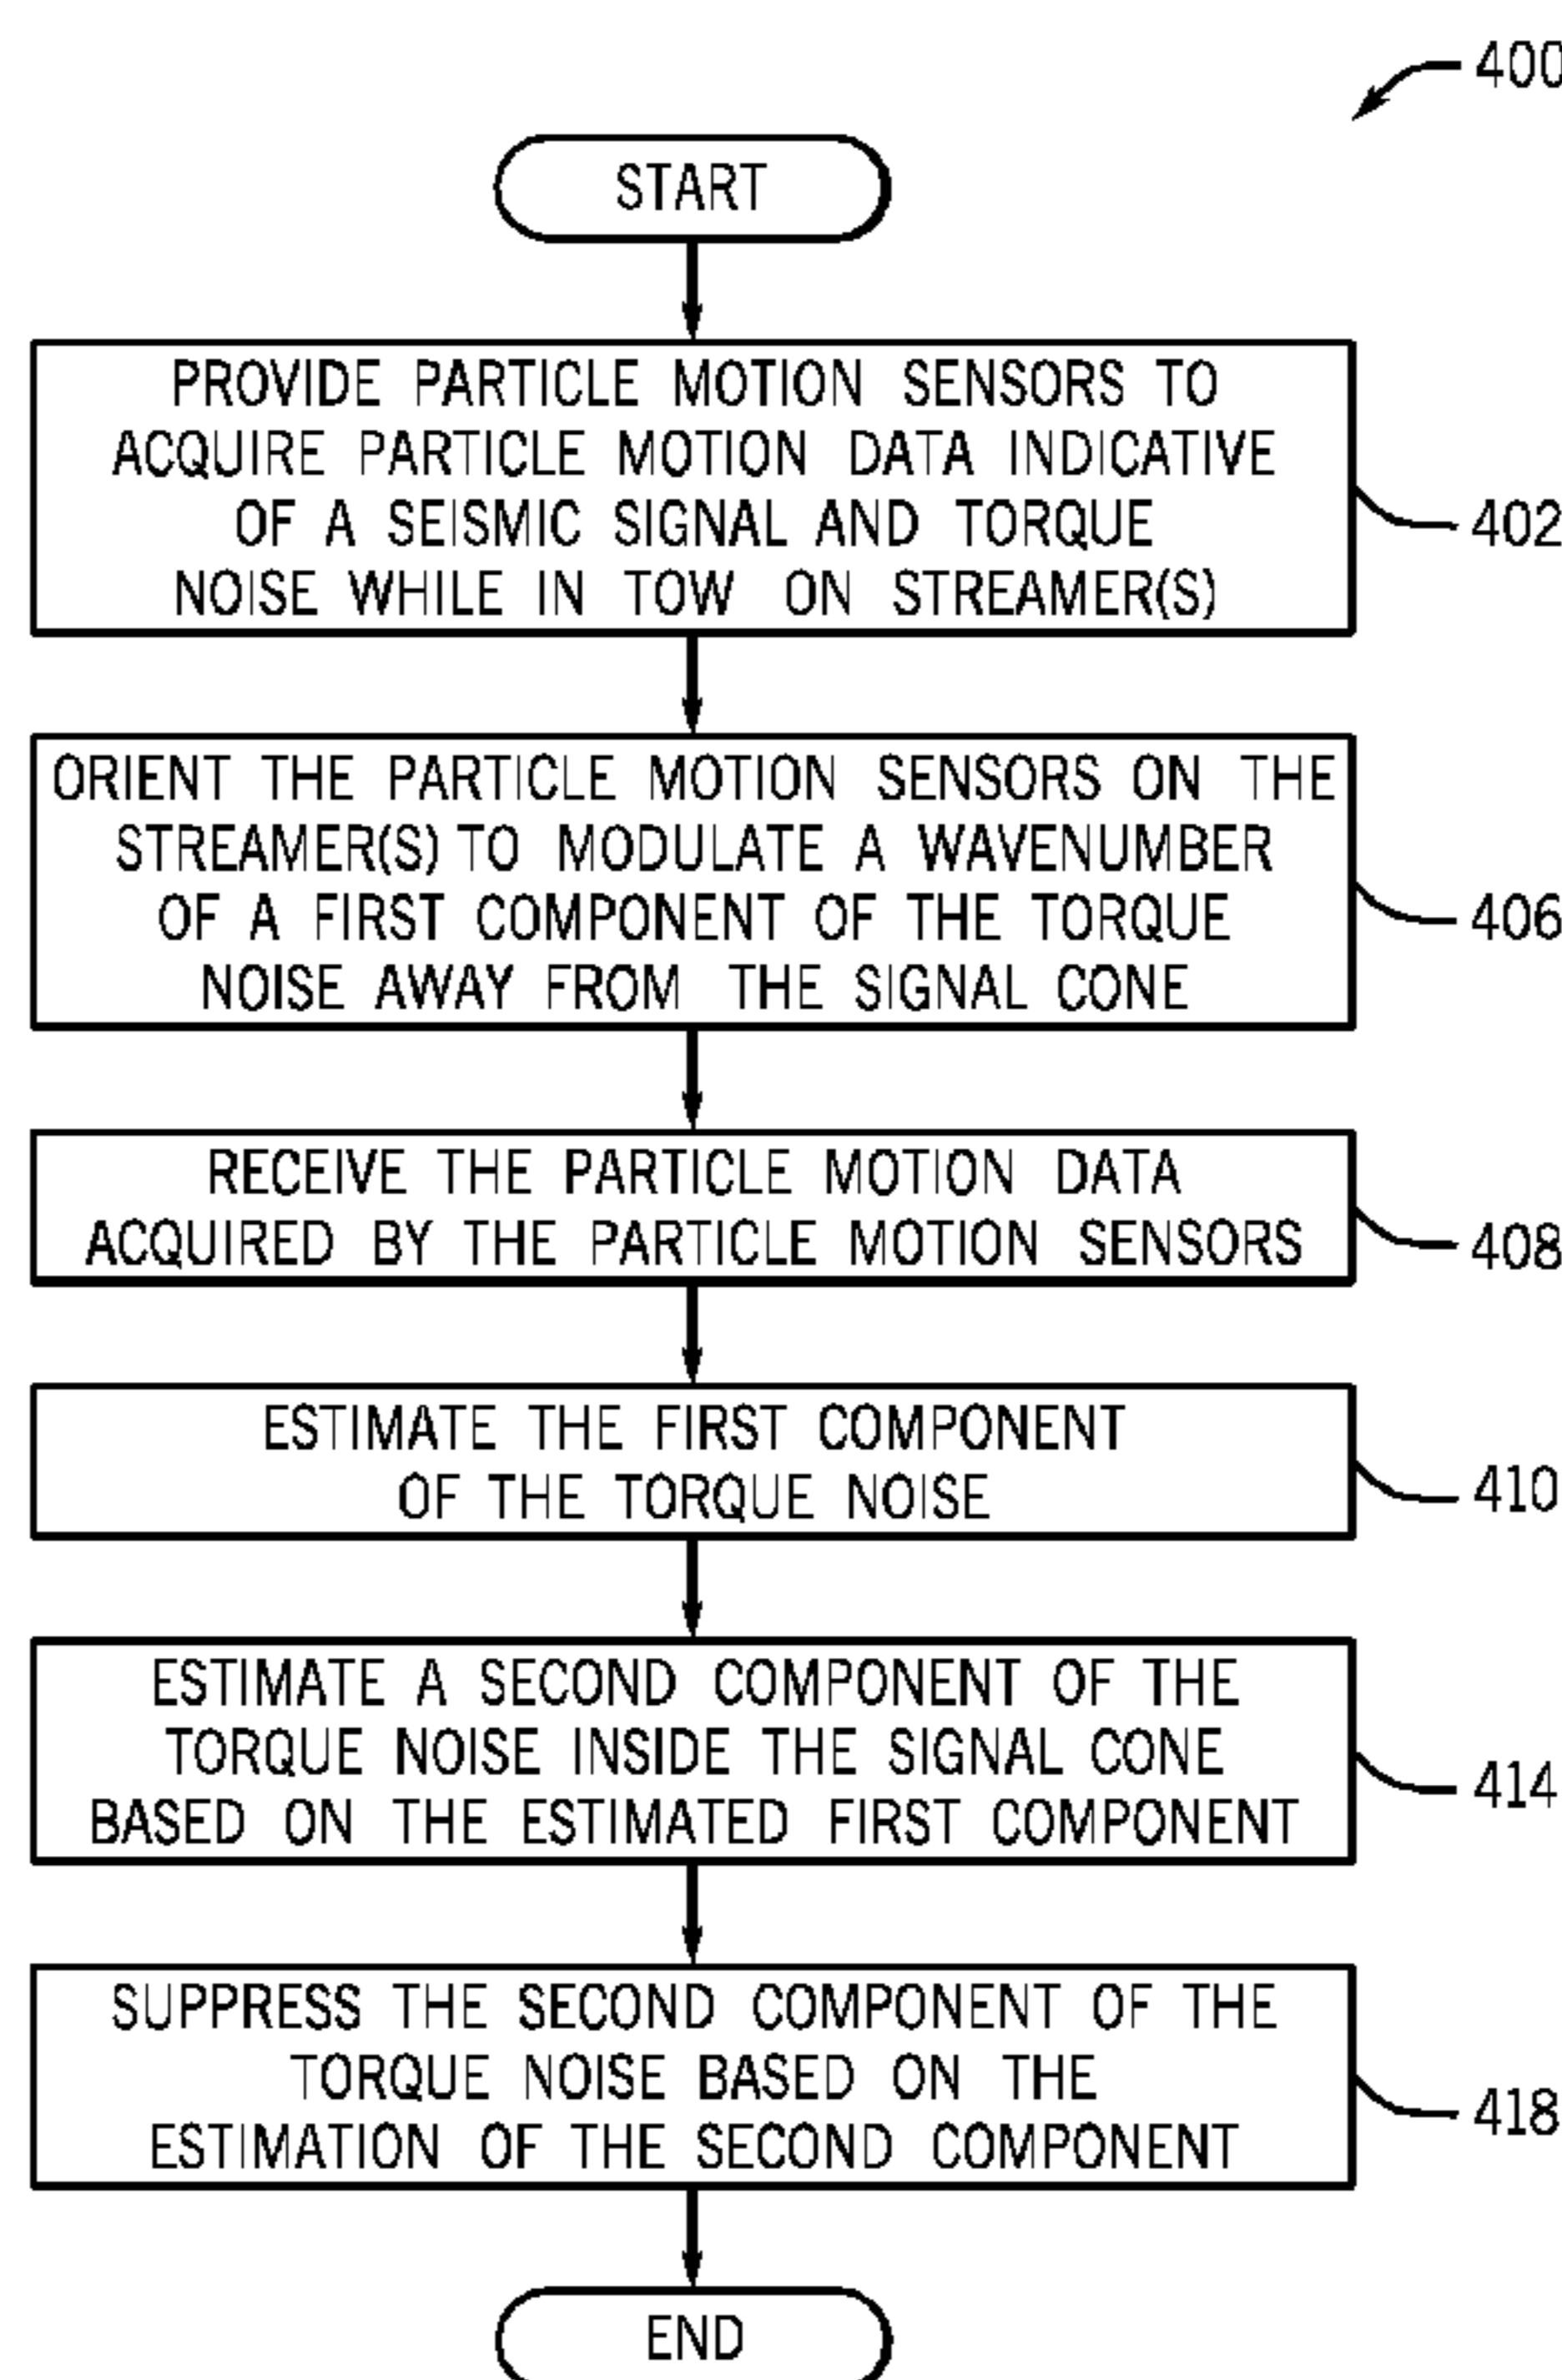 400
START
PROVIDE PARTICLE MOTION SENSORS TO
ACQUIRE PARTICLE MOTION DATA INDICATIVE
OF A SEISMIC SIGNAL AND TORQUE
NOISE WHILE IN TOW ON STREAMER(S)
402
ORIENT THE PARTICLE MOTION SENSORS ON THE
STREAMER(S) TO MODULATE A WAVENUMBER
OF A FIRST COMPONENT OF THE TORQUE
NOISE AWAY FROM THE SIGNAL CONE
406
RECEIVE THE PARTICLE MOTION DATA
ACQUIRED BY THE PARTICLE MOTION SENSORS
408
ESTIMATE THE FIRST COMPONENT
OF THE TORQUE NOISE
410
ESTIMATE A SECOND COMPONENT OF THE
TORQUE NOISE INSIDE THE SIGNAL CONE
BASED ON THE ESTIMATED FIRST COMPONENT
414
SUPPRESS THE SECOND COMPONENT OF THE
TORQUE NOISE BASED ON THE
ESTIMATION OF THE SECOND COMPONENT
418
END